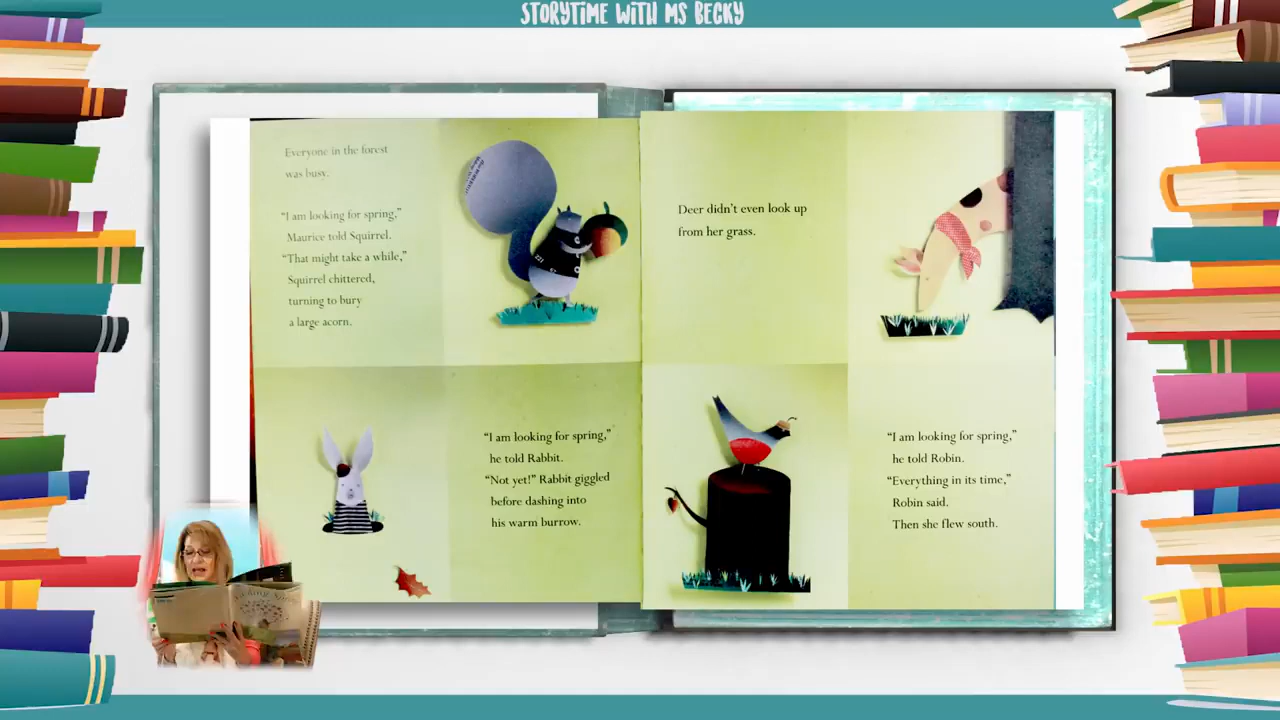 STORYTIME WITH MS BECKY
Everyone in the forest
was busy.
“I am looking for spring,”
Maurice told Squirrel.
“That might take a while,”
Squirrel chittered,
turning to bury
a large acorn.
“I am looking for spring,”
he told Rabbit.
“Not yet!” Rabbit giggled
before dashing into
his warm burrow.
Deer didn’t even look up
from her grass.
“I am looking for spring,”
he told Robin.
“Everything in its time,”
Robin said.
Then she flew south.